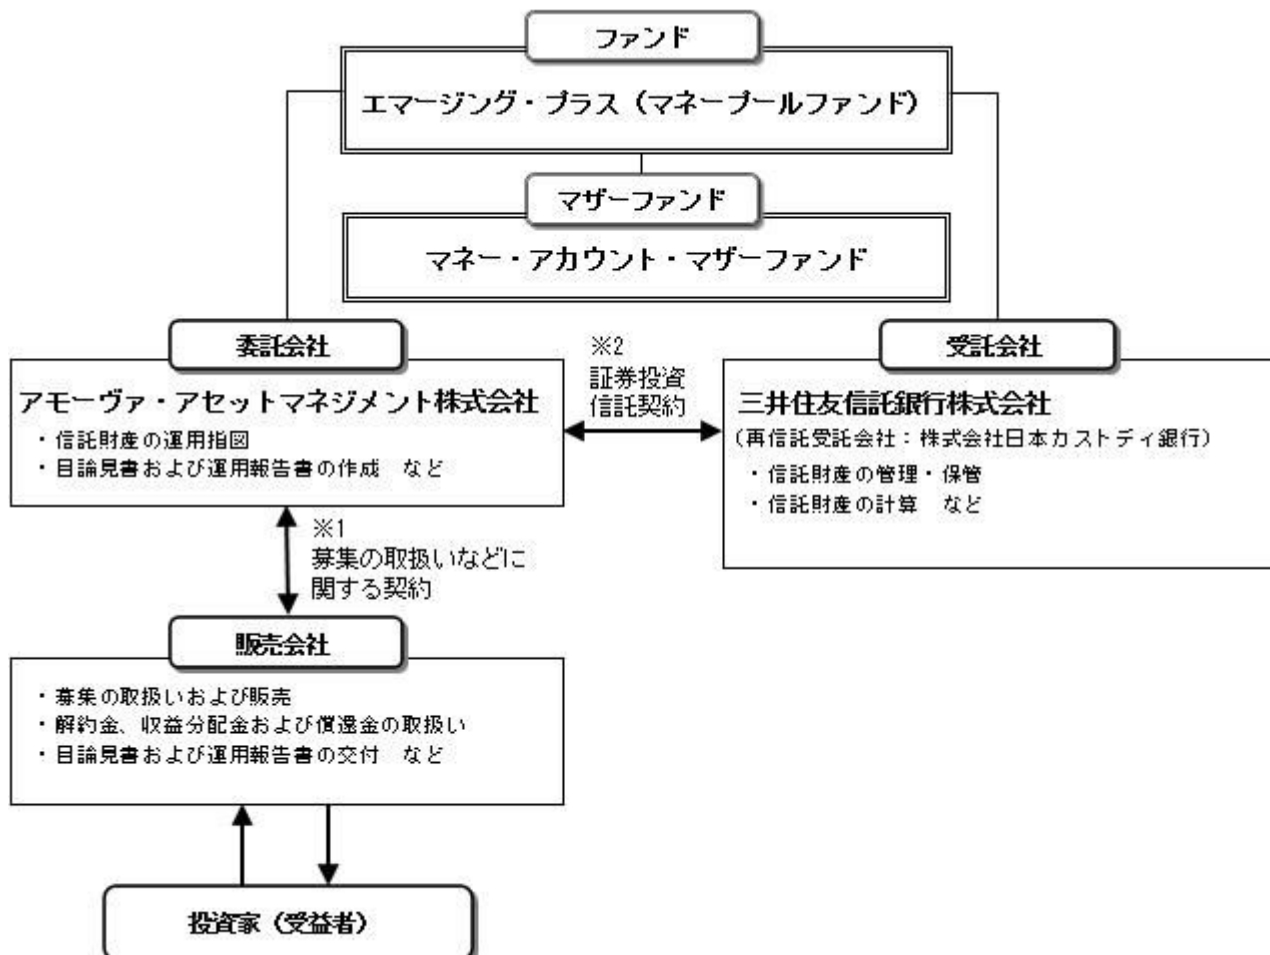 ファンド
エマージング・プラス（マネープールファンド）
マザーファンド
マネー・アカウント・マザーファンド
委託会社
アモーヴァ・アセットマネジメント株式会社
・信託財産の運用指図
・目論見書および運用報告書の作成　など
※2
証券投資
信託契約
受託会社
三井住友信託銀行株式会社
（再信託受託会社：株式会社日本カストディ銀行）
・信託財産の管理・保管
・信託財産の計算　など
※1
募集の取扱いなどに
関する契約
販売会社
・募集の取扱いおよび販売
・解約金、収益分配金および償還金の取扱い
・目論見書および運用報告書の交付　など
投資家（受益者）